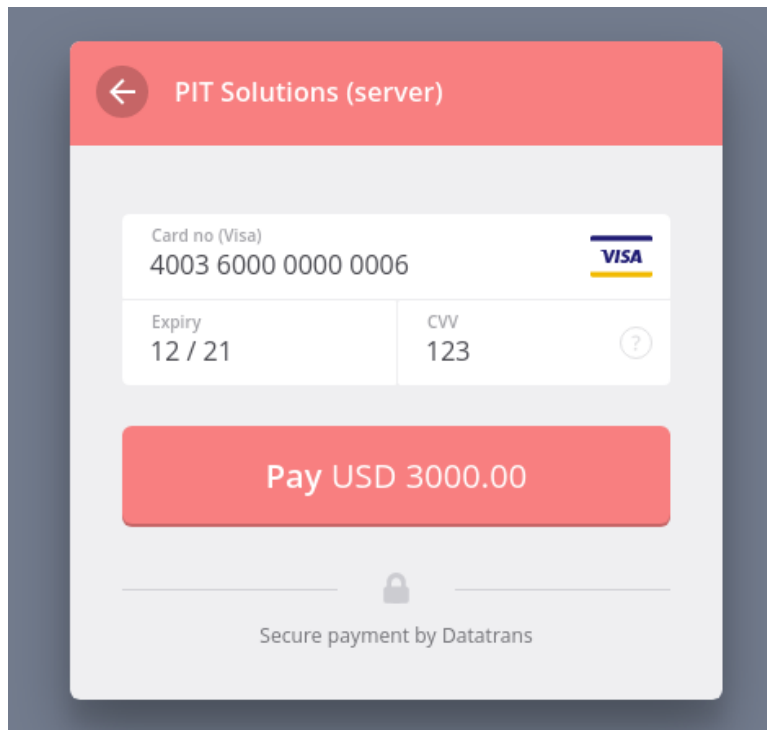 PIT Solutions (server)
Card no (Visa)
4003 6000 0000 0006
VISA
Expiry
12 / 21
CVV
123
?
Pay USD 3000.00
Secure payment by Datatrans